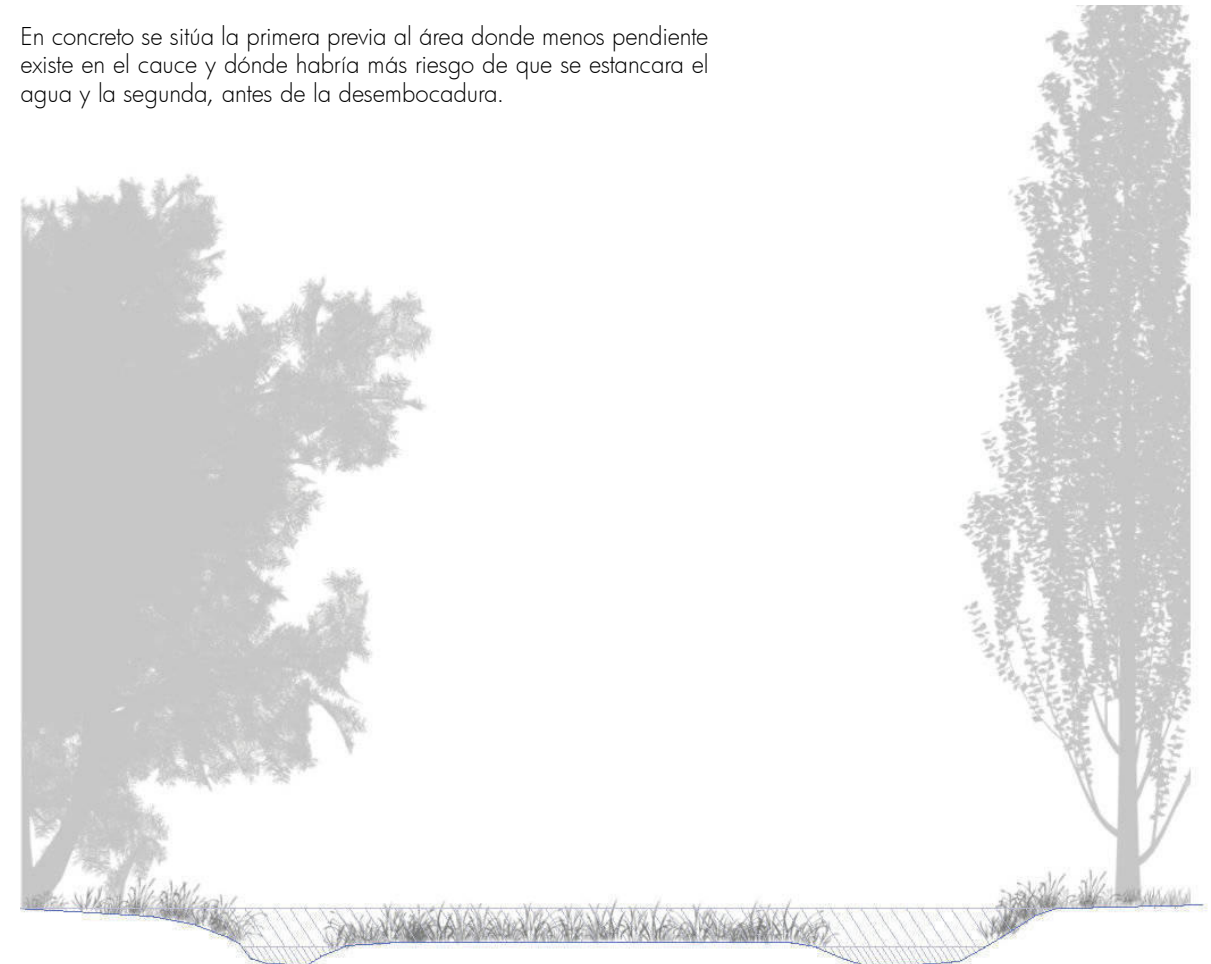 En concreto se sitúa la primera previa al área donde menos pendiente
existe en el cauce y dónde habría más riesgo de que se estancara el
agua y la segunda, antes de la desembocadura.